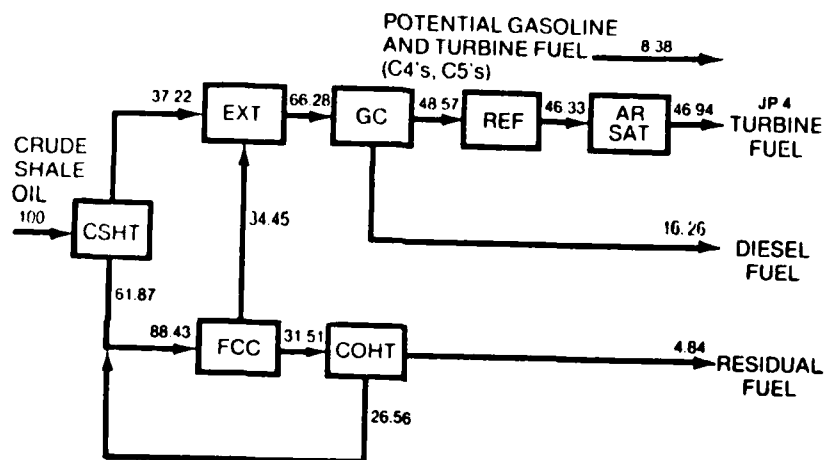 POTENTIAL GASOLINE
AND TURBINE FUEL
(C4's, C5's)
8.38
37.22
EXT
66.28
GC
48.57
REF
46.33
AR
SAT
46.94
JP 4
TURBINE
FUEL
CRUDE
SHALE
OIL
100
CSHT
34.45
16.26
DIESEL
FUEL
61.87
88.43
FCC
31.51
COHT
4.84
RESIDUAL
FUEL
26.56